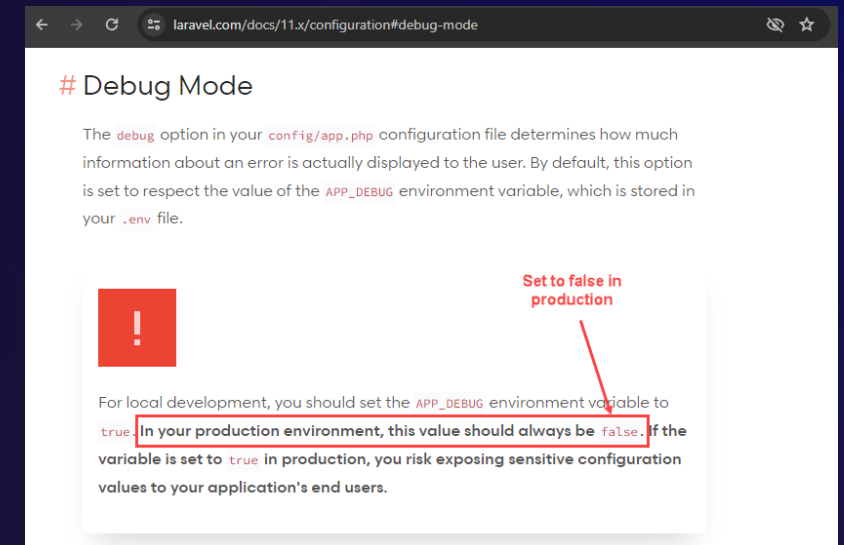 laravel.com/docs/11.x/configuration#debug-mode
# Debug Mode
The debug option in your config/app.php configuration file determines how much
information about an error is actually displayed to the user. By default, this option
is set to respect the value of the APP_DEBUG environment variable, which is stored in
your .env file.
Set to false in
production
!
For local development, you should set the APP_DEBUG environment variable to
true. In your production environment, this value should always be false. If the
variable is set to true in production, you risk exposing sensitive configuration
values to your application's end users.